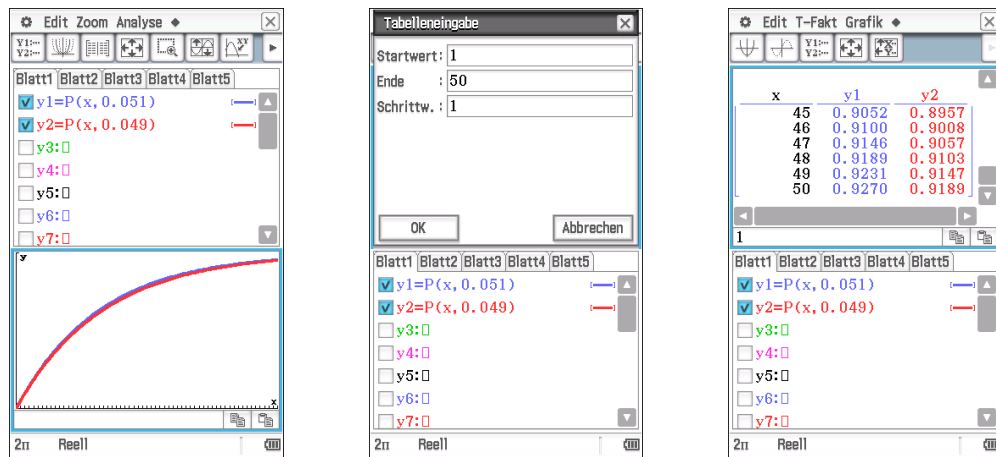 Edit Zoom Analyse
Y1:...
Y2:...
XY
Blatt1 Blatt2 Blatt3 Blatt4 Blatt5
y1=P(x,0.051)
y2=P(x,0.049)
y3:▯
y4:▯
y5:▯
y6:▯
y7:▯
y
x
2π Reell
Tabelleneingabe
Startwert: 1
Ende : 50
Schrittw.: 1
OK Abbrechen
Blatt1 Blatt2 Blatt3 Blatt4 Blatt5
y1=P(x,0.051)
y2=P(x,0.049)
y3:▯
y4:▯
y5:▯
y6:▯
y7:▯
2π Reell
Edit T-Fakt Grafik
Y1:...
Y2:...
x y1 y2
45 0.9052 0.8957
46 0.9100 0.9008
47 0.9146 0.9057
48 0.9189 0.9103
49 0.9231 0.9147
50 0.9270 0.9189
1
Blatt1 Blatt2 Blatt3 Blatt4 Blatt5
y1=P(x,0.051)
y2=P(x,0.049)
y3:▯
y4:▯
y5:▯
y6:▯
y7:▯
2π Reell